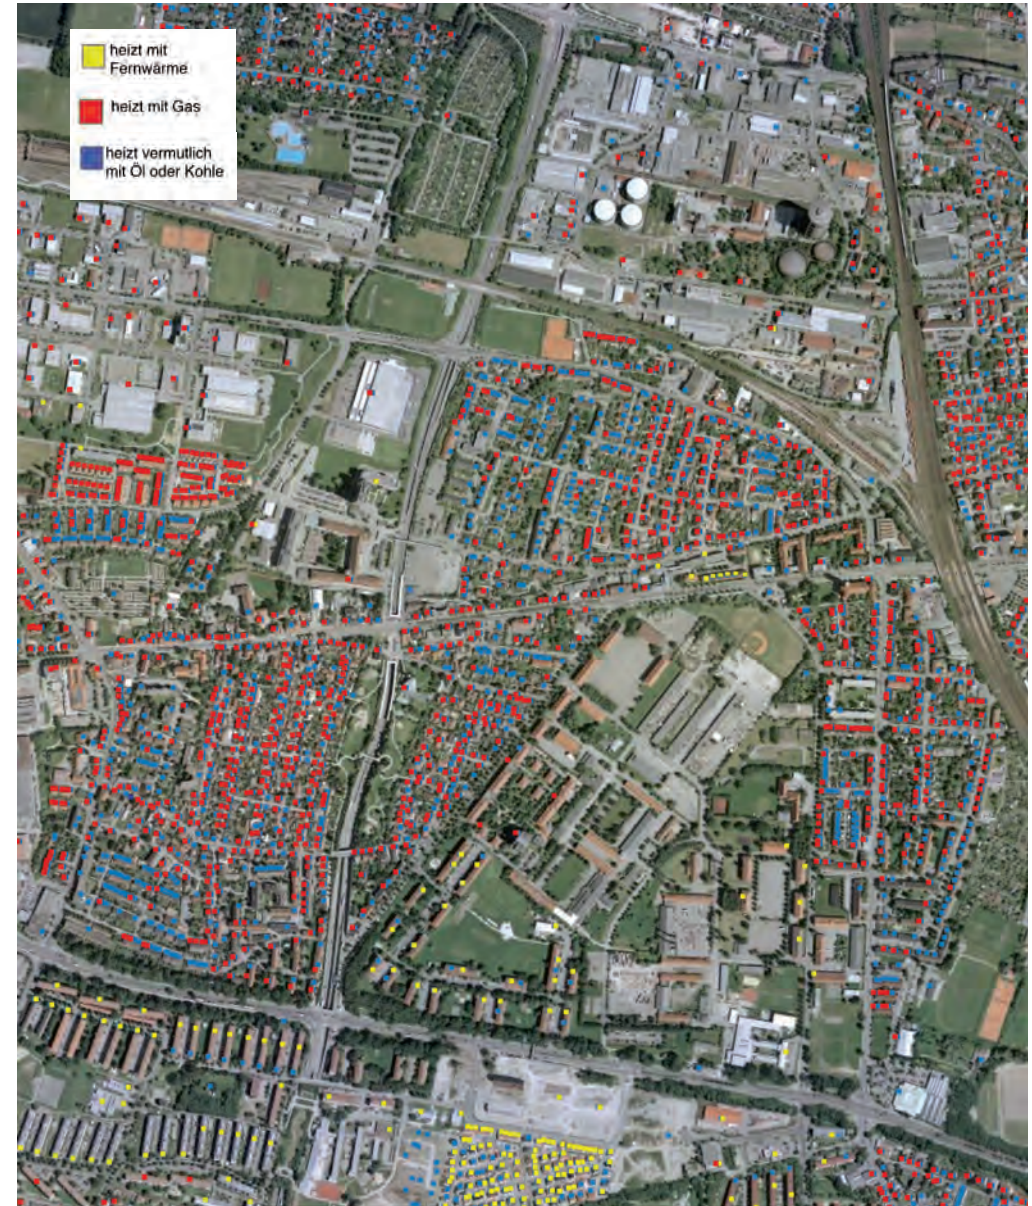 heizt mit
Fernwärme
heizt mit Gas
heizt vermutlich
mit Öl oder Kohle